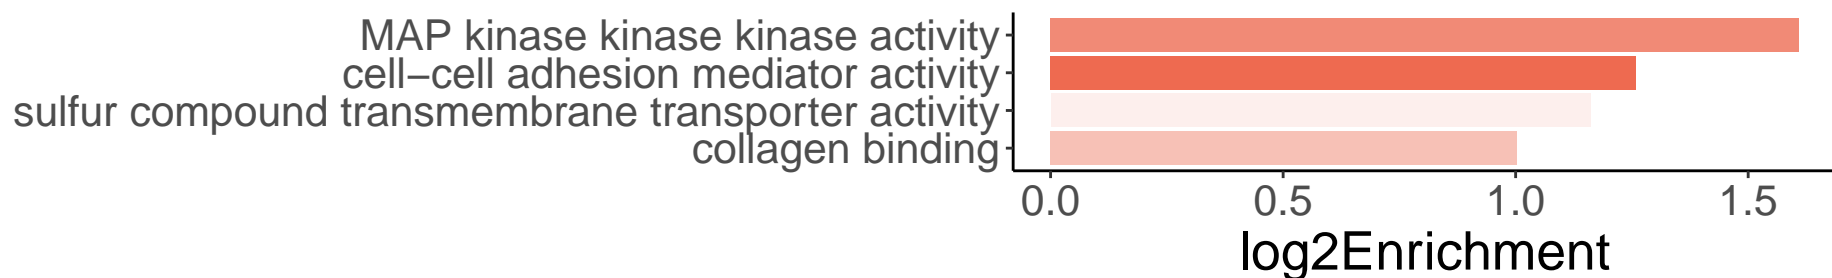 MAP kinase kinase kinase activity
cell−cell adhesion mediator activity
sulfur compound transmembrane transporter activity
collagen binding
0.0 0.5 1.0 1.5
log2Enrichment